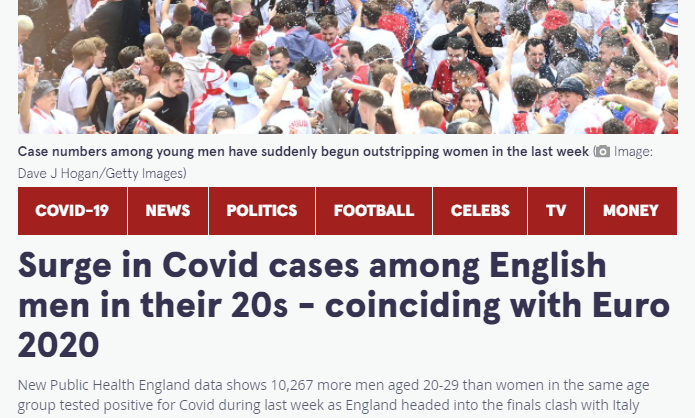 Case numbers among young men have suddenly begun outstripping women in the last week (Image:
Dave J Hogan/Getty Images)
COVID-19 NEWS POLITICS FOOTBALL CELEBS TV MONEY
Surge in Covid cases among English
men in their 20s - coinciding with Euro
2020
New Public Health England data shows 10,267 more men aged 20-29 than women in the same age
group tested positive for Covid during last week as England headed into the finals clash with Italy